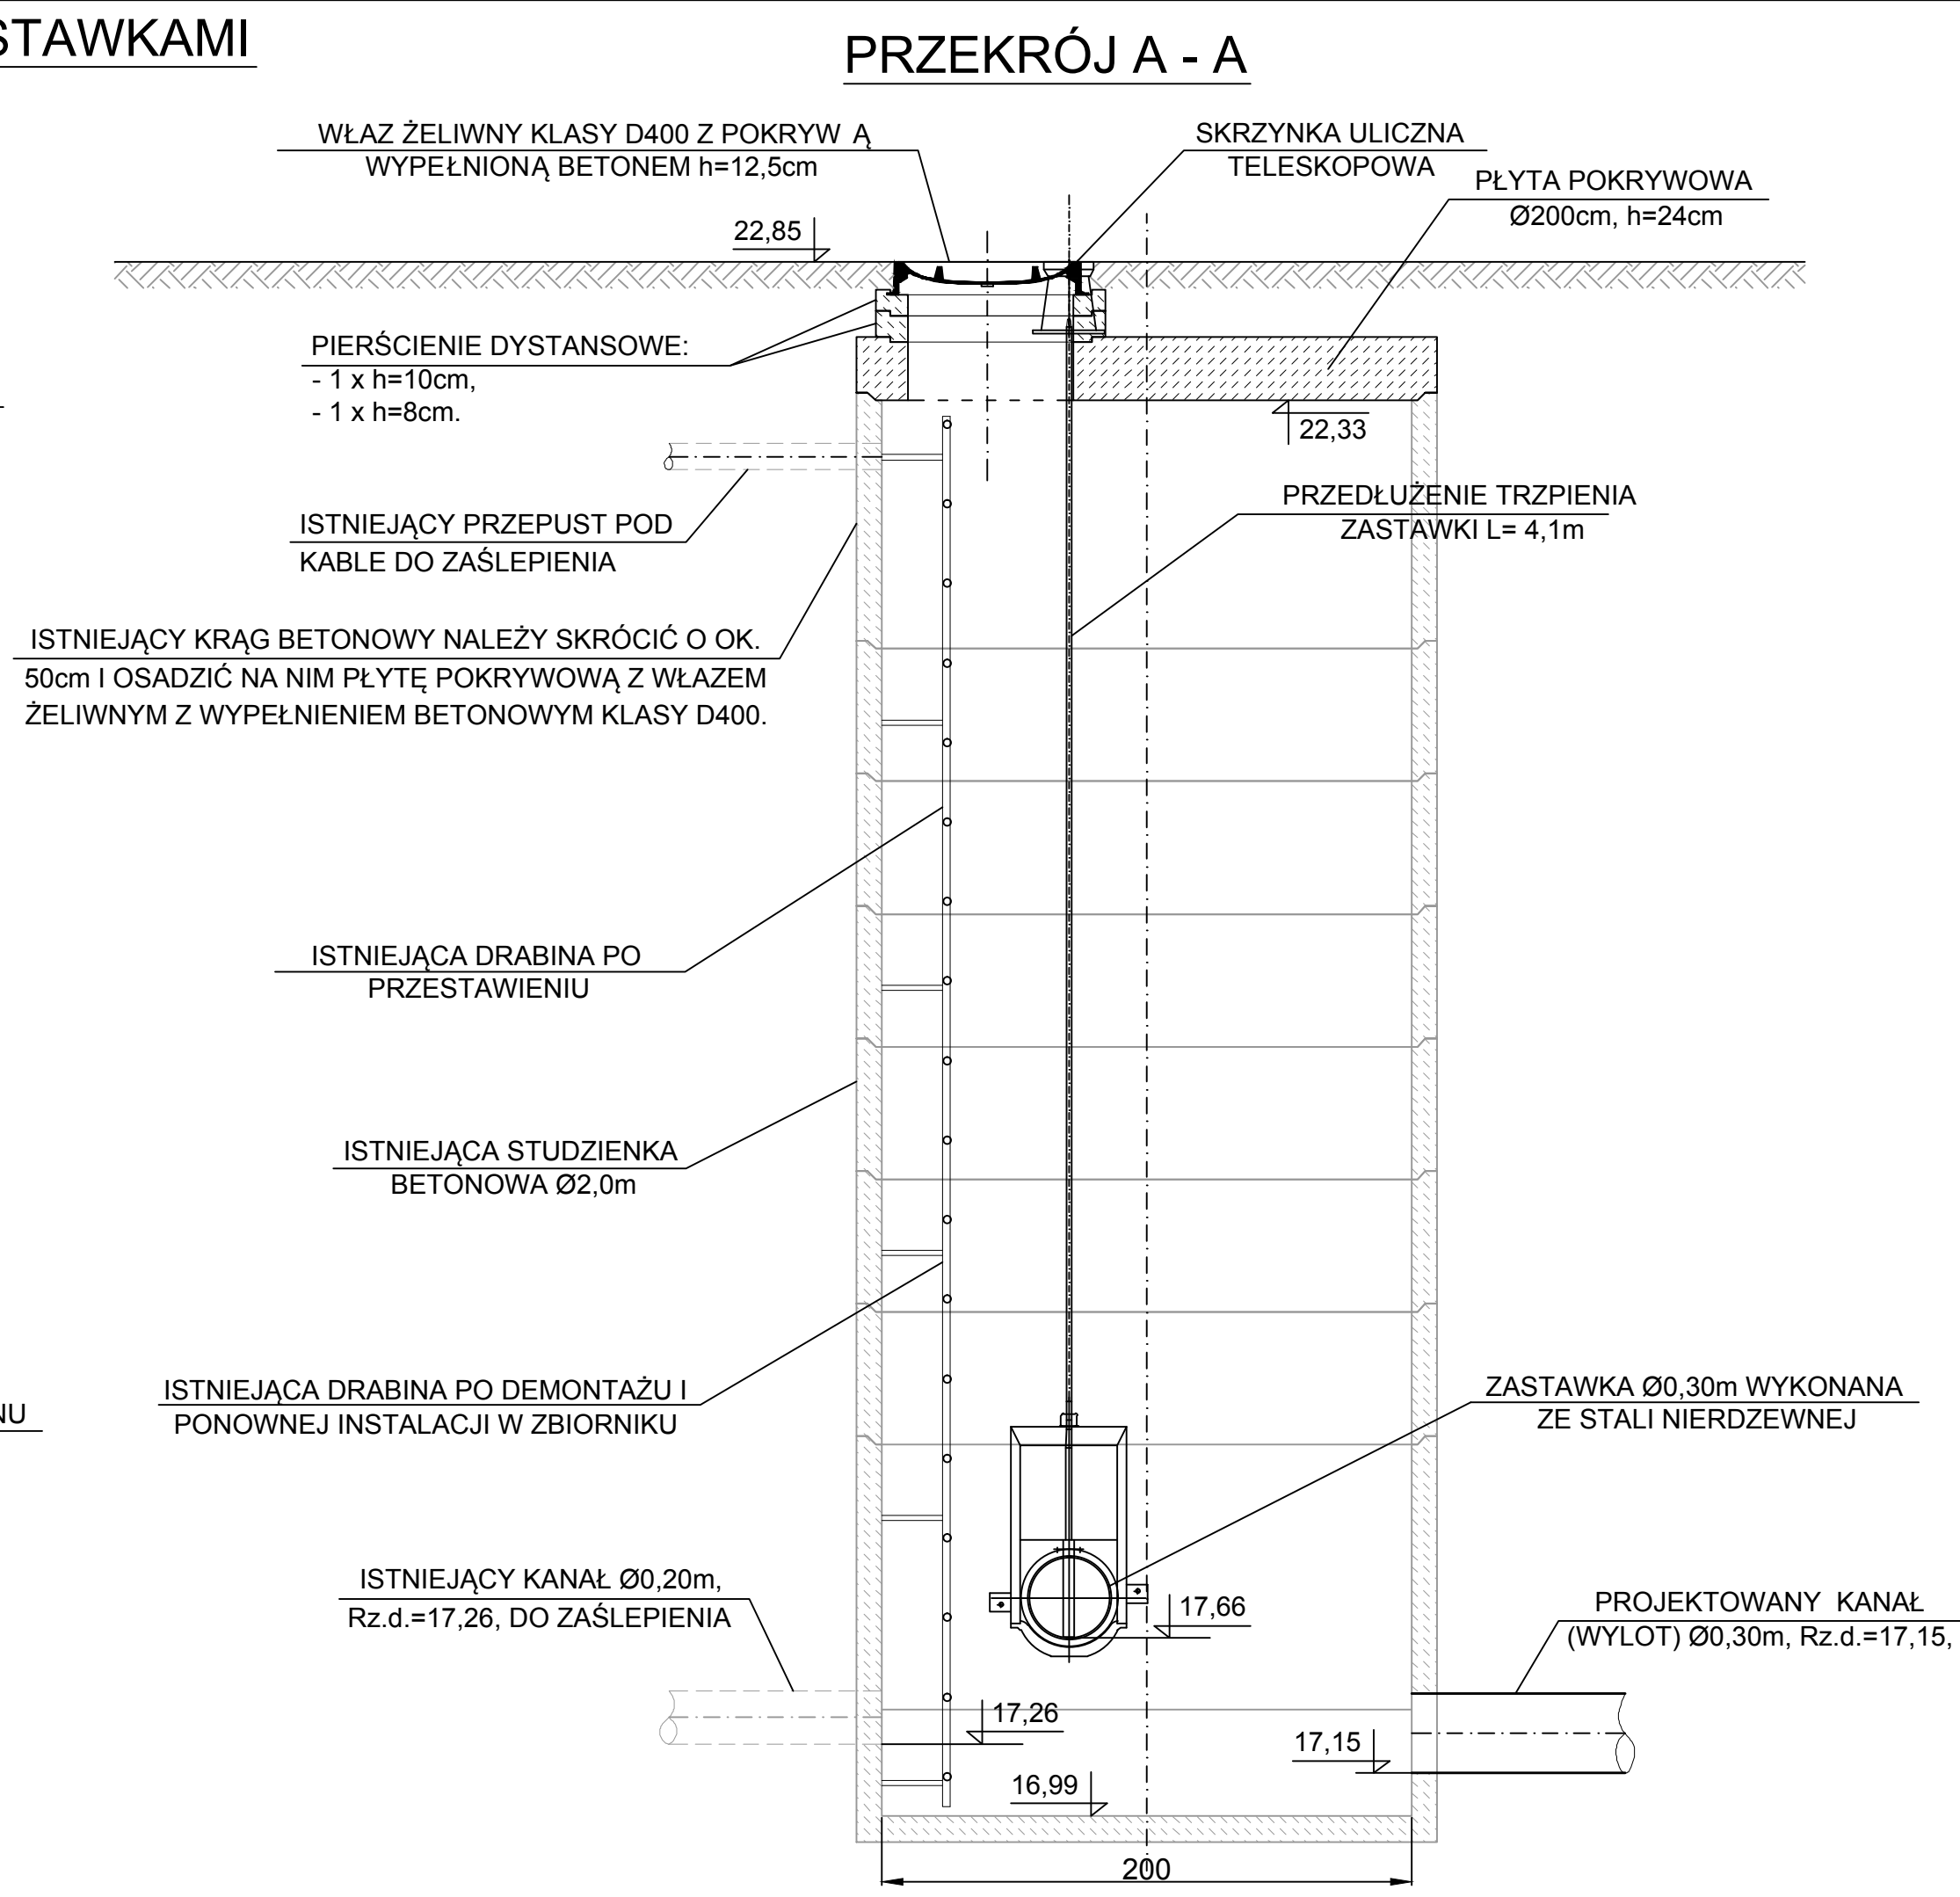 STAWKAMI
PRZEKRÓJ A - A
WŁAZ ŻELIWNY KLASY D400 Z POKRYW Ą
WYPEŁNIONĄ BETONEM h=12,5cm
SKRZYNKA ULICZNA
TELESKOPOWA
PŁYTA POKRYWOWA
Ø200cm, h=24cm
22,85
PIERŚCIENIE DYSTANSOWE:
- 1 x h=10cm,
- 1 x h=8cm.
22,33
ISTNIEJĄCY PRZEPUST POD
KABLE DO ZAŚLEPIENIA
PRZEDŁUŻENIE TRZPIENIA
ZASTAWKI L= 4,1m
ISTNIEJĄCY KRĄG BETONOWY NALEŻY SKRÓCIĆ O OK.
50cm I OSADZIĆ NA NIM PŁYTĘ POKRYWOWĄ Z WŁAZEM
ŻELIWNYM Z WYPEŁNIENIEM BETONOWYM KLASY D400.
ISTNIEJĄCA DRABINA PO
PRZESTAWIENIU
ISTNIEJĄCA STUDZIENKA
BETONOWA Ø2,0m
NU
ISTNIEJĄCA DRABINA PO DEMONTAŻU I
PONOWNEJ INSTALACJI W ZBIORNIKU
ZASTAWKA Ø0,30m WYKONANA
ZE STALI NIERDZEWNEJ
ISTNIEJĄCY KANAŁ Ø0,20m,
Rz.d.=17,26, DO ZAŚLEPIENIA
17,66
PROJEKTOWANY KANAŁ
(WYLOT) Ø0,30m, Rz.d.=17,15,
17,26
17,15
16,99
200